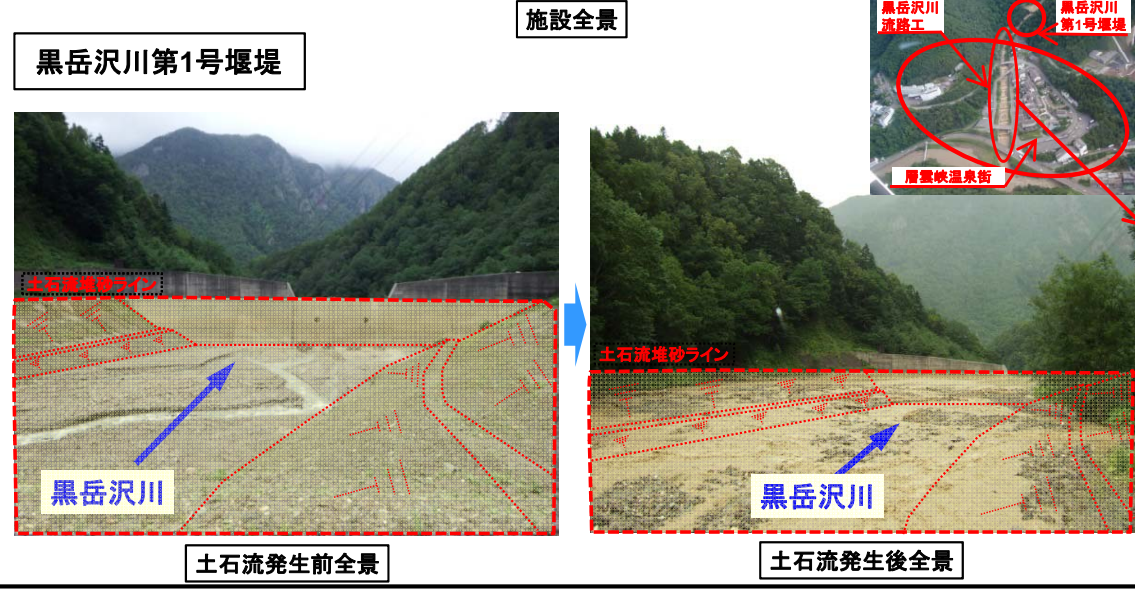 施設全景
黒岳沢川第1号堰堤
黒岳沢川
流路工
黒岳沢川
第1号堰堤
層雲峡温泉街
土石流堆砂ライン
黒岳沢川
土石流発生前全景
土石流堆砂ライン
黒岳沢川
土石流発生後全景